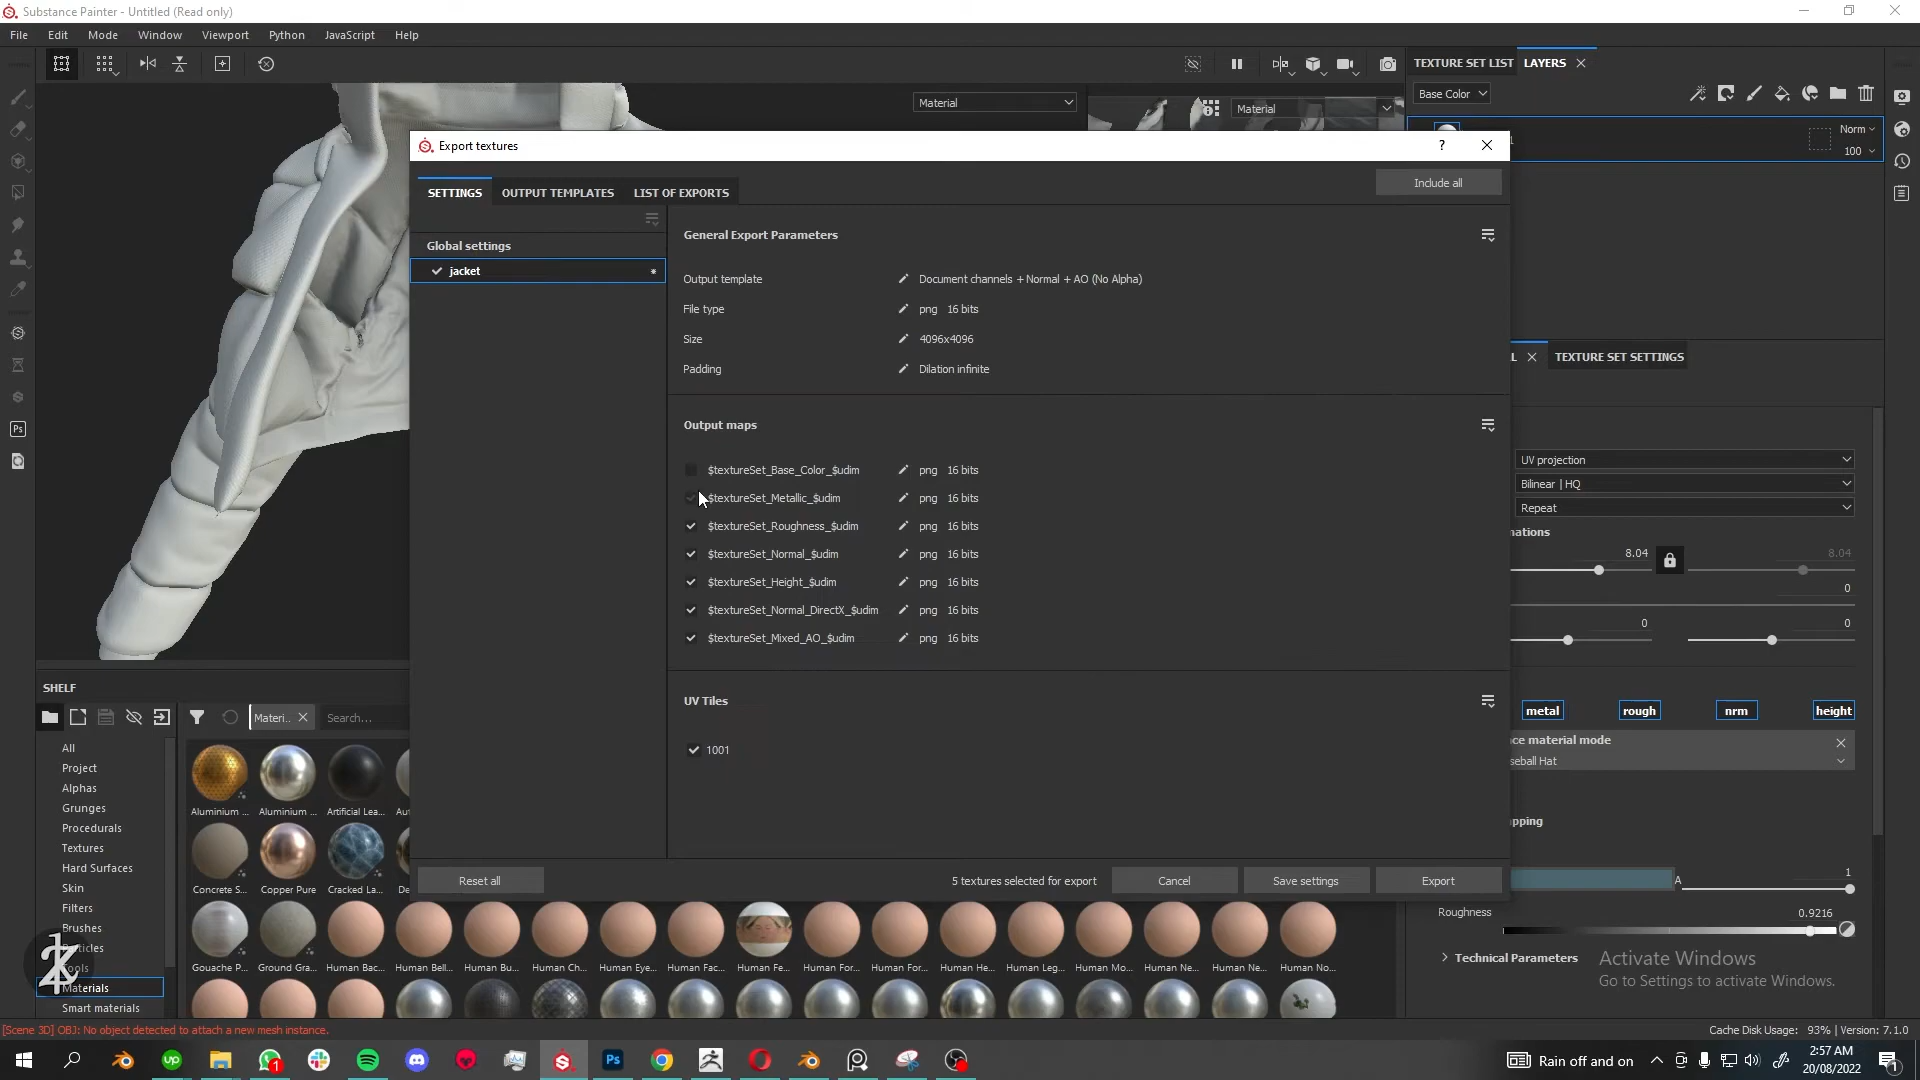 Substance Painter - Untitled (Read only)
File Edit Mode Window Viewport Python JavaScript Help
Material
Material
TEXTURE SET LIST LAYERS
Base Color
Norm
100
Export textures
?
SETTINGS OUTPUT TEMPLATES LIST OF EXPORTS
Include all
Global settings
jacket
General Export Parameters
Output template Document channels + Normal + AO (No Alpha)
File type png 16 bits
Size 4096x4096
Padding Dilation infinite
Output maps
$textureSet_Base_Color_$udim png 16 bits
$textureSet_Metallic_$udim png 16 bits
$textureSet_Roughness_$udim png 16 bits
$textureSet_Normal_$udim png 16 bits
$textureSet_Height_$udim png 16 bits
$textureSet_Normal_DirectX_$udim png 16 bits
$textureSet_Mixed_AO_$udim png 16 bits
UV Tiles
1001
Reset all
5 textures selected for export
Cancel
Save settings
Export
L
TEXTURE SET SETTINGS
UV projection
Bilinear | HQ
Repeat
mations
8.04 8.04
0
0 0
metal rough nrm height
ce material mode
seball Hat
pping
A 1
Roughness 0.9216
Technical Parameters
Activate Windows
Go to Settings to activate Windows.
SHELF
Materi..
Search...
All
Project
Alphas
Grunges
Procedurals
Textures
Hard Surfaces
Skin
Filters
Brushes
Materials
Smart materials
Aluminium ... Aluminium ... Artificial Lea...
Concrete S... Copper Pure Cracked La...
Gouache P... Ground Gra... Human Bac... Human Bell... Human Bu... Human Ch... Human Eye... Human Fac... Human Fe... Human For... Human For... Human He... Human Leg... Human Mo... Human Ne... Human Ne... Human No...
[Scene 3D] OBJ: No object detected to attach a new mesh instance.
Cache Disk Usage: 93% | Version: 7.1.0
Ps
up
Ps
Rain off and on
2:57 AM
20/08/2022